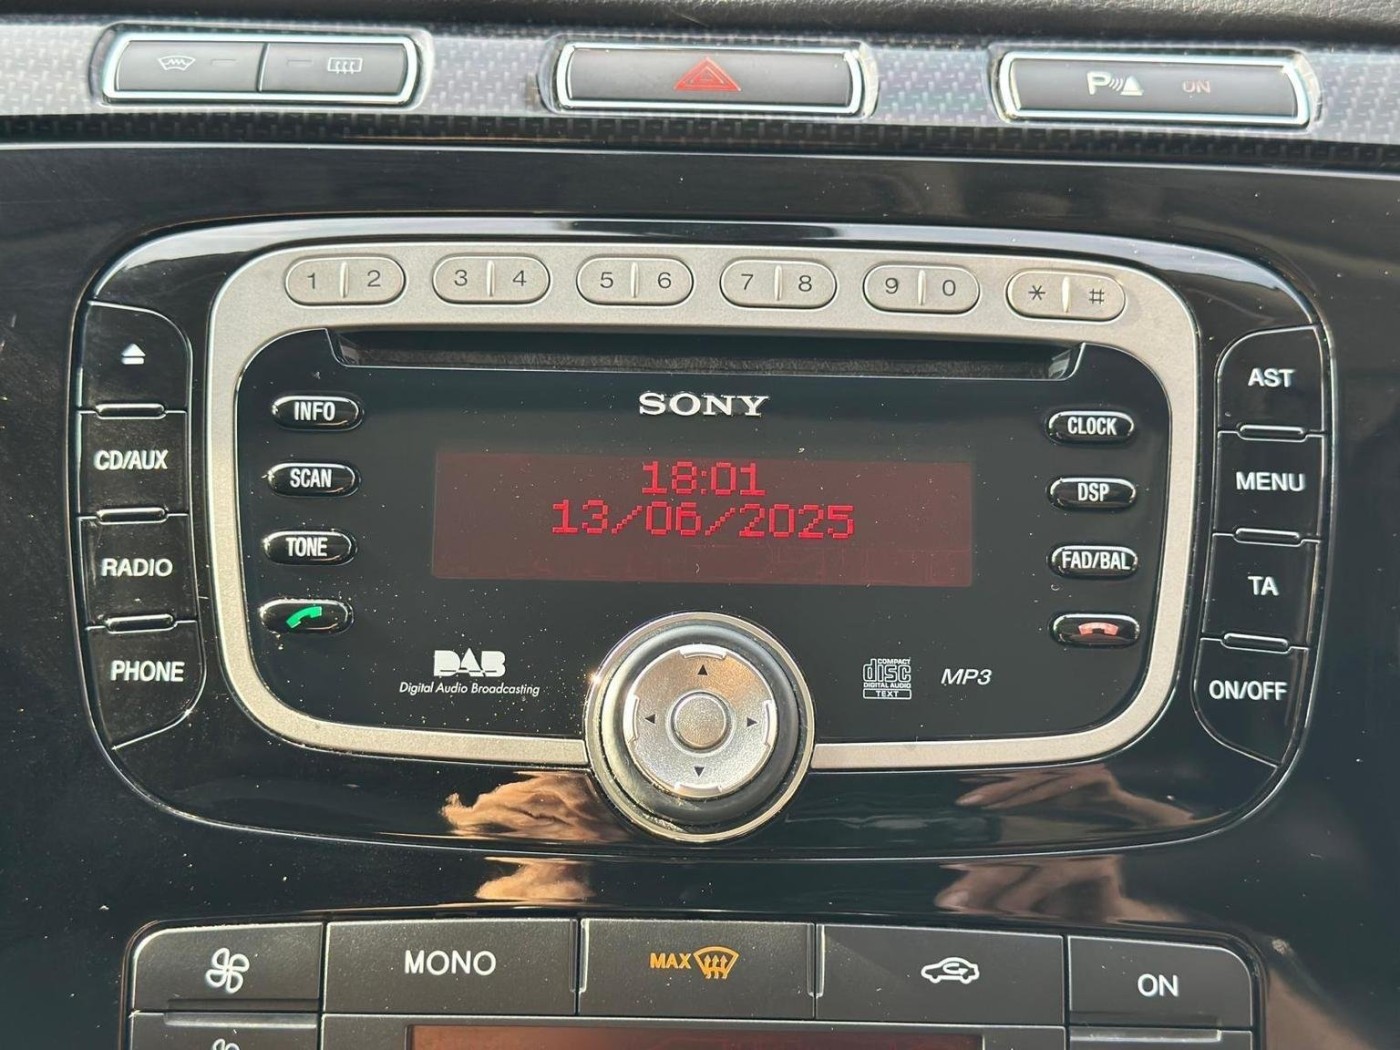 ON
1 2 3 4 5 6 7 8 9 0 * #
AST
INFO
SONY
CLOCK
CD/AUX
SCAN
18:01
DSP
MENU
13/06/2025
RADIO
TONE
FAD/BAL
TA
PHONE
DAB
Digital Audio Broadcasting
COMPACT
disc
DIGITAL AUDIO
TEXT
MP3
ON/OFF
MONO
MAX
ON